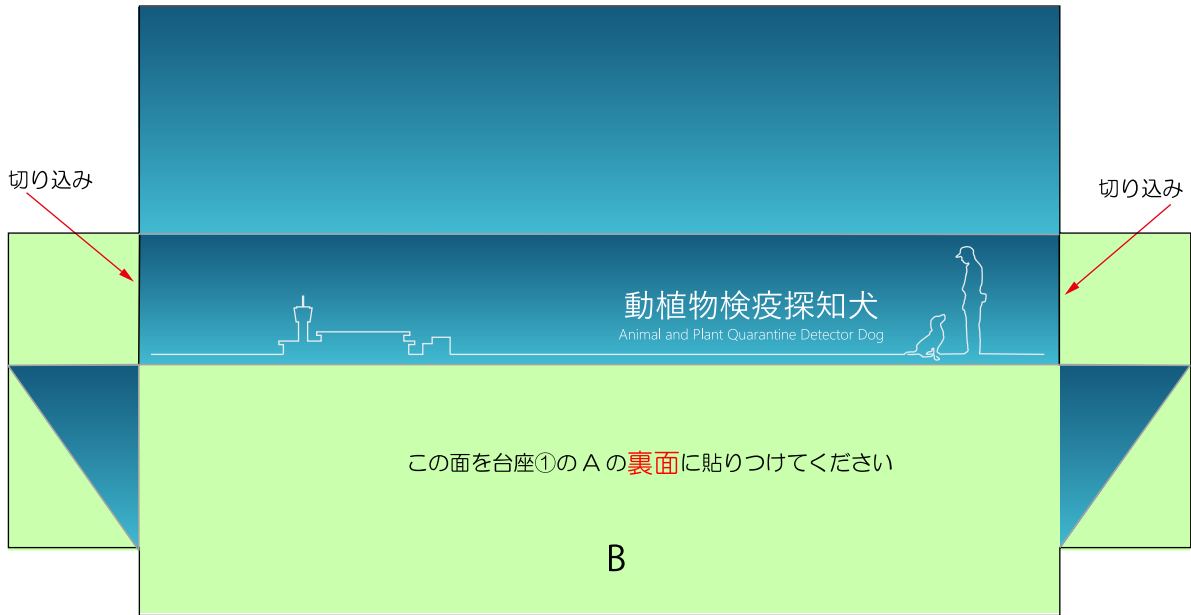 切り込み
切り込み
動植物検疫探知犬
Animal and Plant Quarantine Detector Dog
この面を台座①の A の裏面に貼りつけてください
B